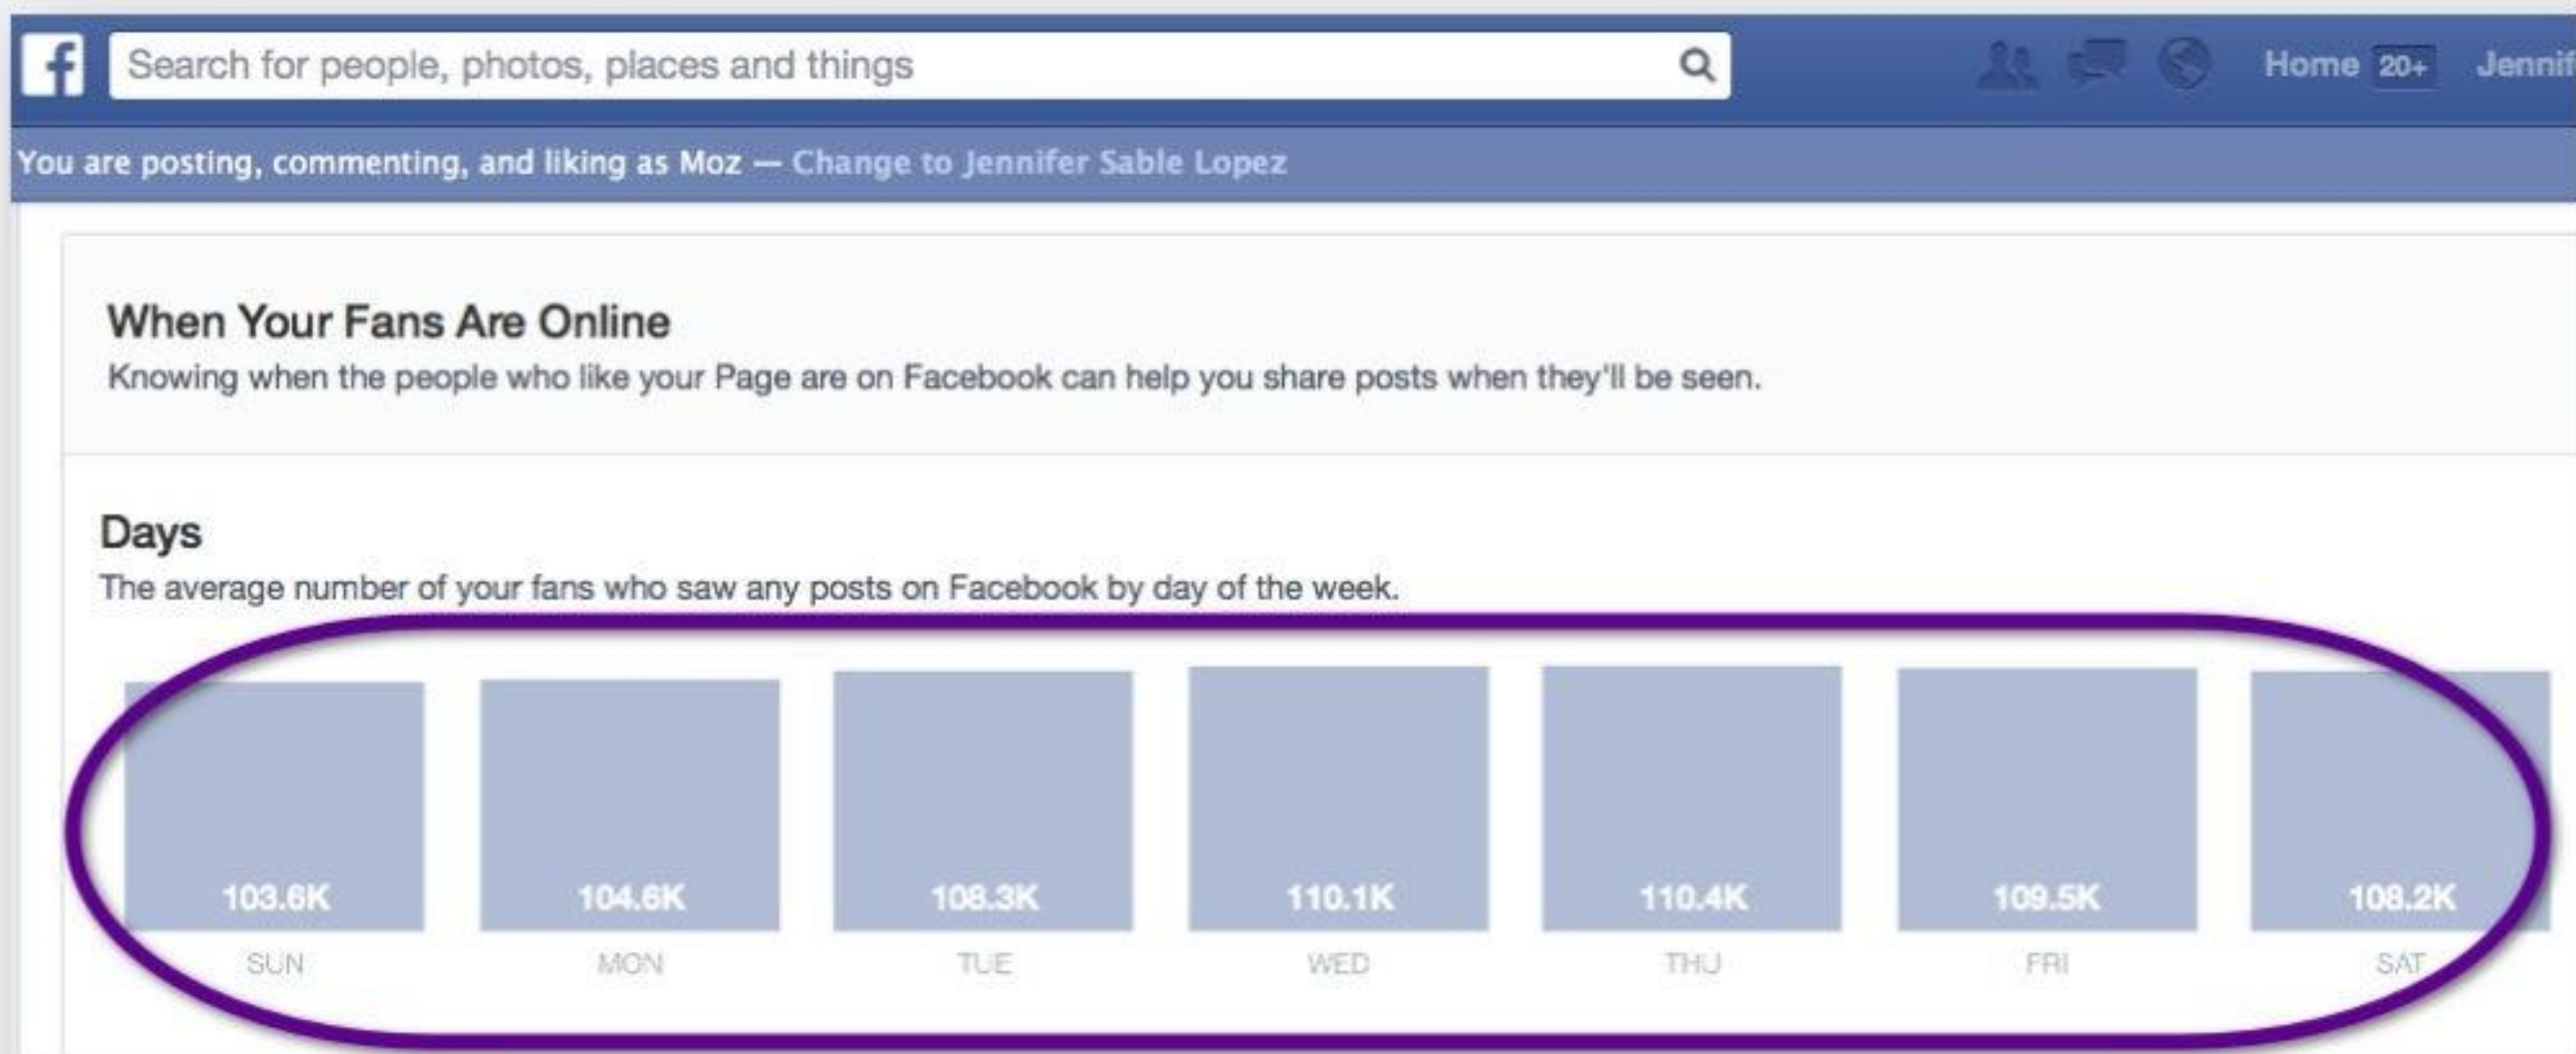 f
Search for people, photos, places and things
Home 20+ Jennif
You are posting, commenting, and liking as Moz — Change to Jennifer Sable Lopez
When Your Fans Are Online
Knowing when the people who like your Page are on Facebook can help you share posts when they'll be seen.
Days
The average number of your fans who saw any posts on Facebook by day of the week.
103.6K 104.6K 108.3K 110.1K 110.4K 109.5K 108.2K
SUN MON TUE WED THU FRI SAT